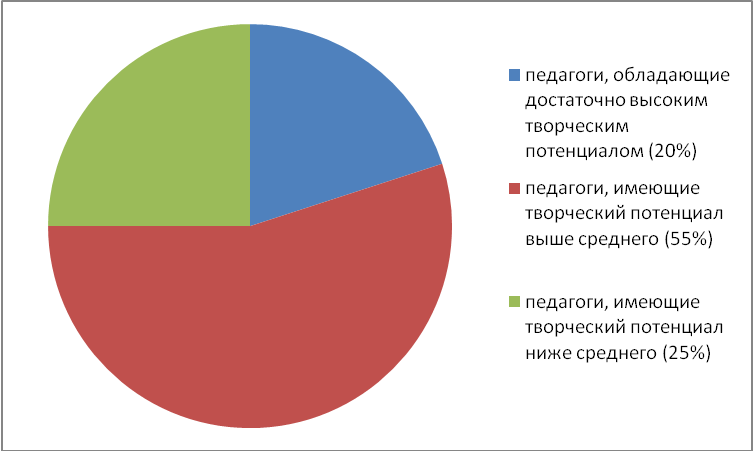 педагоги, обладающие
достаточно высоким
творческим
потенциалом (20%)
педагоги, имеющие
творческий потенциал
выше среднего (55%)
педагоги, имеющие
творческий потенциал
ниже среднего (25%)